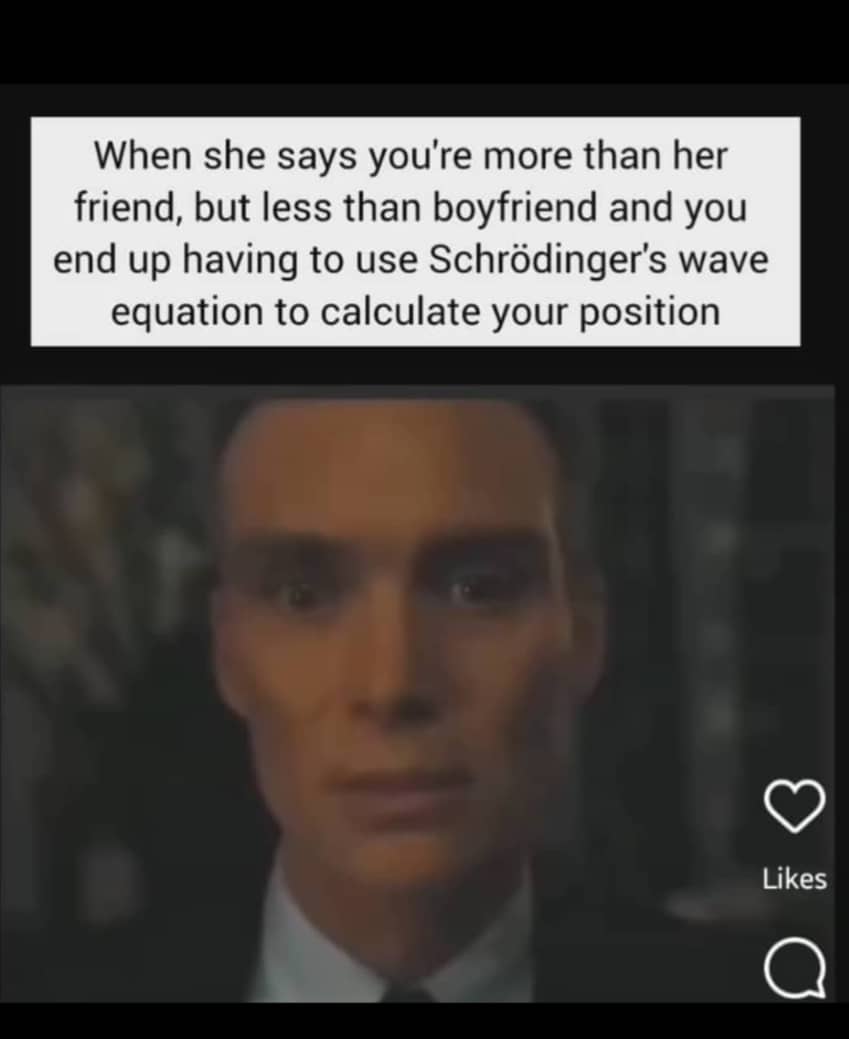 When she says you're more than her
friend, but less than boyfriend and you
end up having to use Schrödinger's wave
equation to calculate your position
Likes